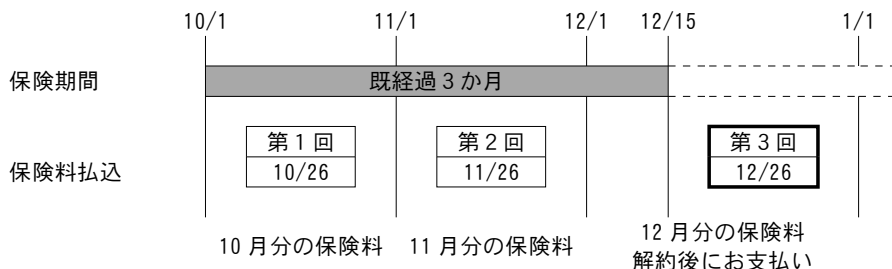 10/1 11/1 12/1 12/15 1/1
保険期間 既経過３か月
第１回 第２回 第３回
保険料払込 10/26 11/26 12/26
10 月分の保険料 11 月分の保険料 12 月分の保険料
解約後にお支払い